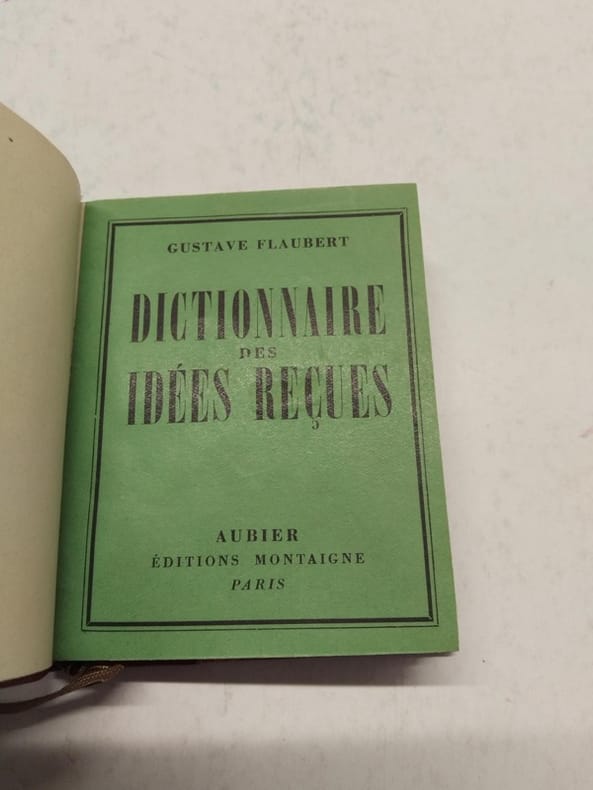 GUSTAVE FLAUBERT
DICTIONNAIRE
DES
IDÉES REÇUES
AUBIER
ÉDITIONS MONTAIGNE
PARIS